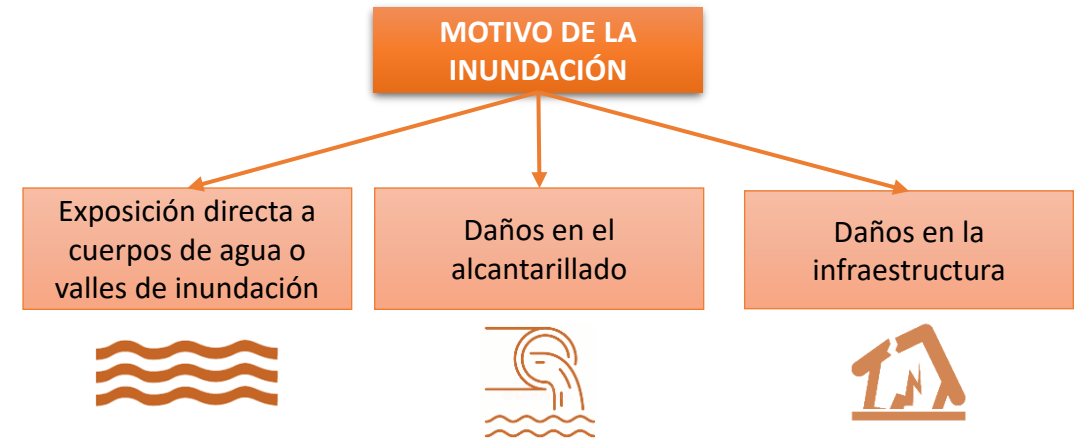 MOTIVO DE LA
INUNDACIÓN
Exposición directa a
cuerpos de agua o
valles de inundación
Daños en el
alcantarillado
Daños en la
infraestructura